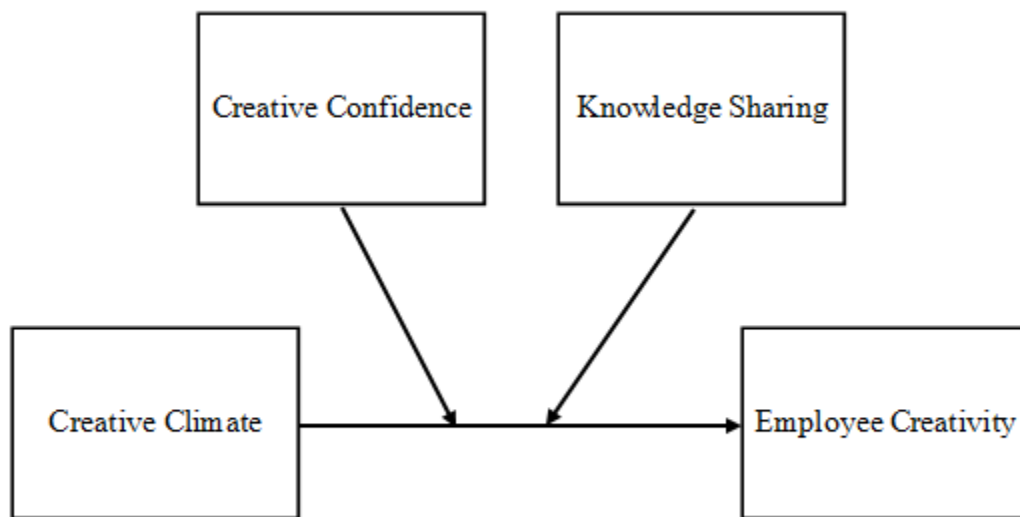 Creative Confidence
Knowledge Sharing
Creative Climate
Employee Creativity